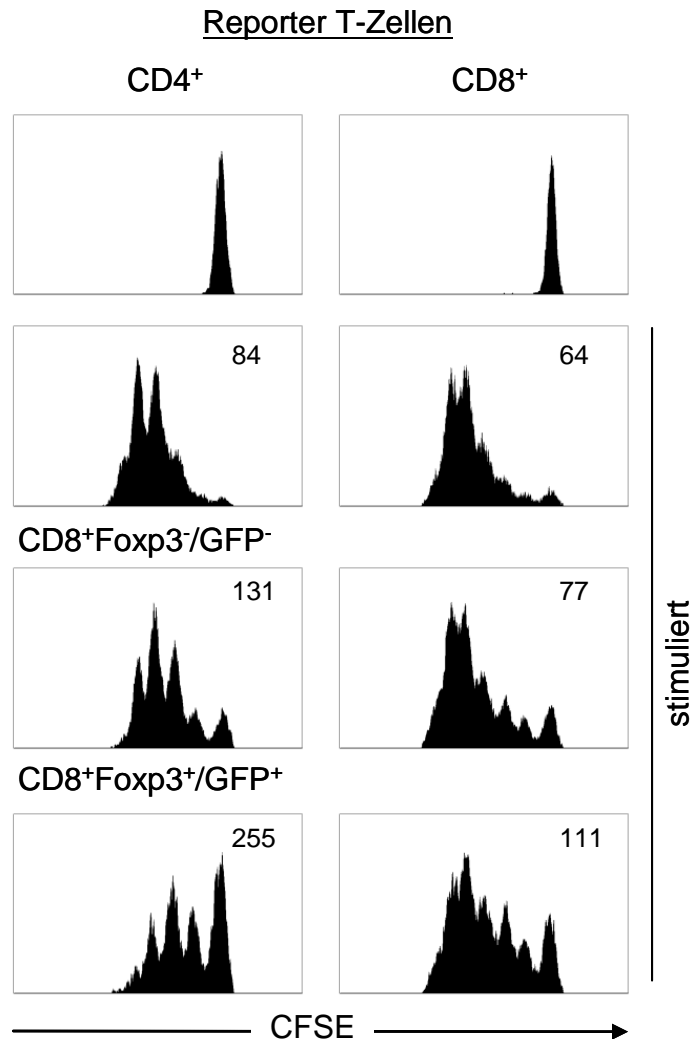 Reporter T-Zellen
CD4⁺ CD8⁺
84 64
CD8⁺Foxp3⁻/GFP⁻
131 77
stimuliert
CD8⁺Foxp3⁺/GFP⁺
255 111
CFSE